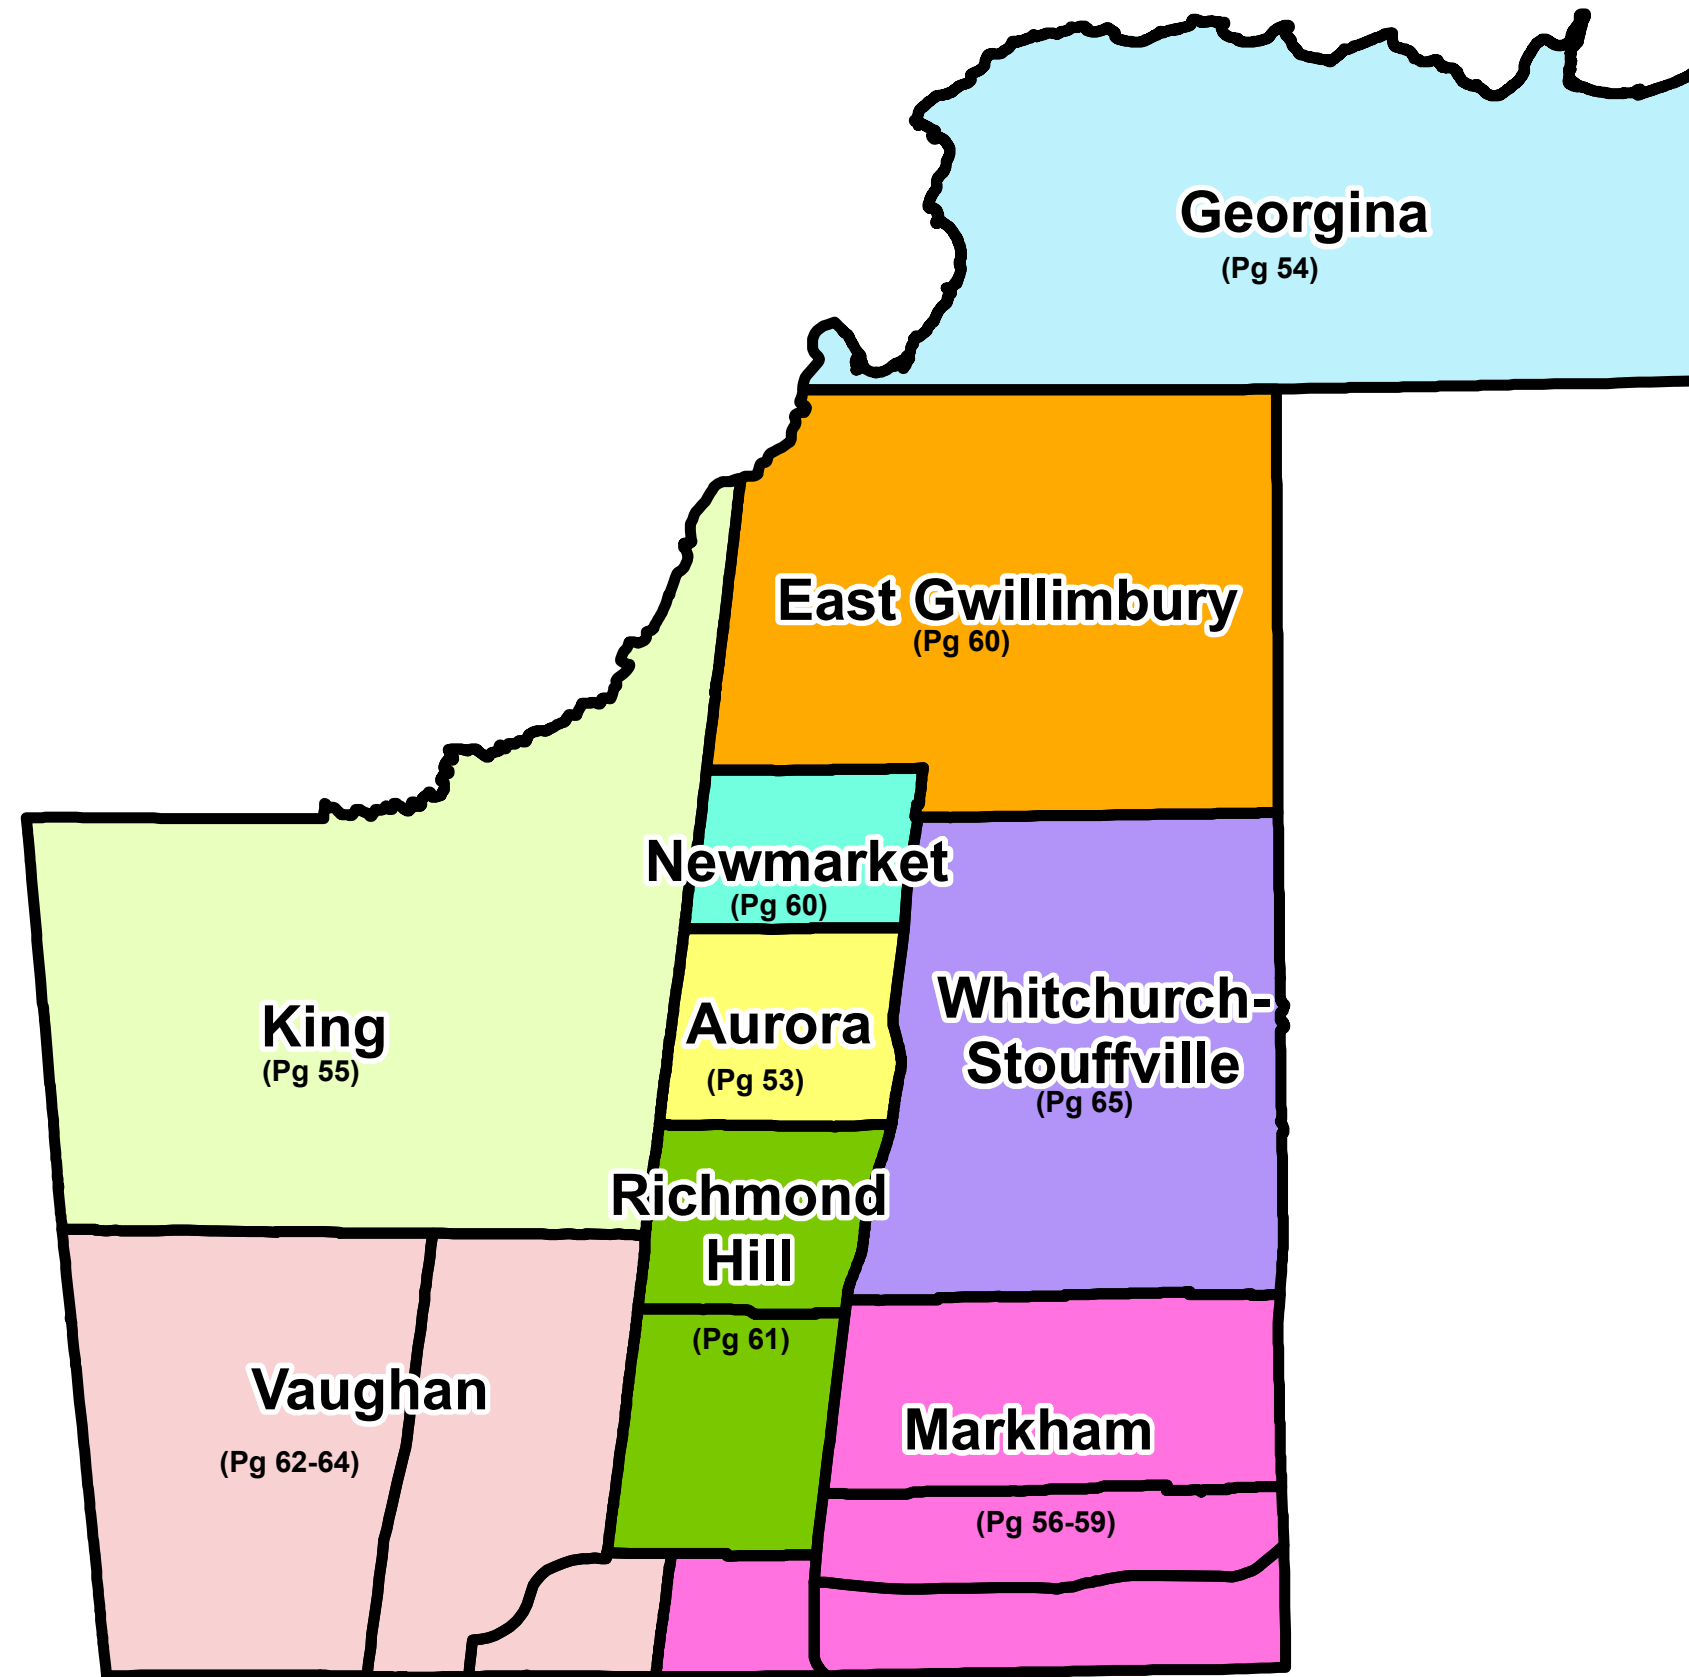 Georgina
(Pg 54)
East Gwillimbury
(Pg 60)
Newmarket
(Pg 60)
King
(Pg 55)
Aurora
(Pg 53)
Whitchurch-
Stouffville
(Pg 65)
Richmond
Hill
(Pg 61)
Vaughan
(Pg 62-64)
Markham
(Pg 56-59)